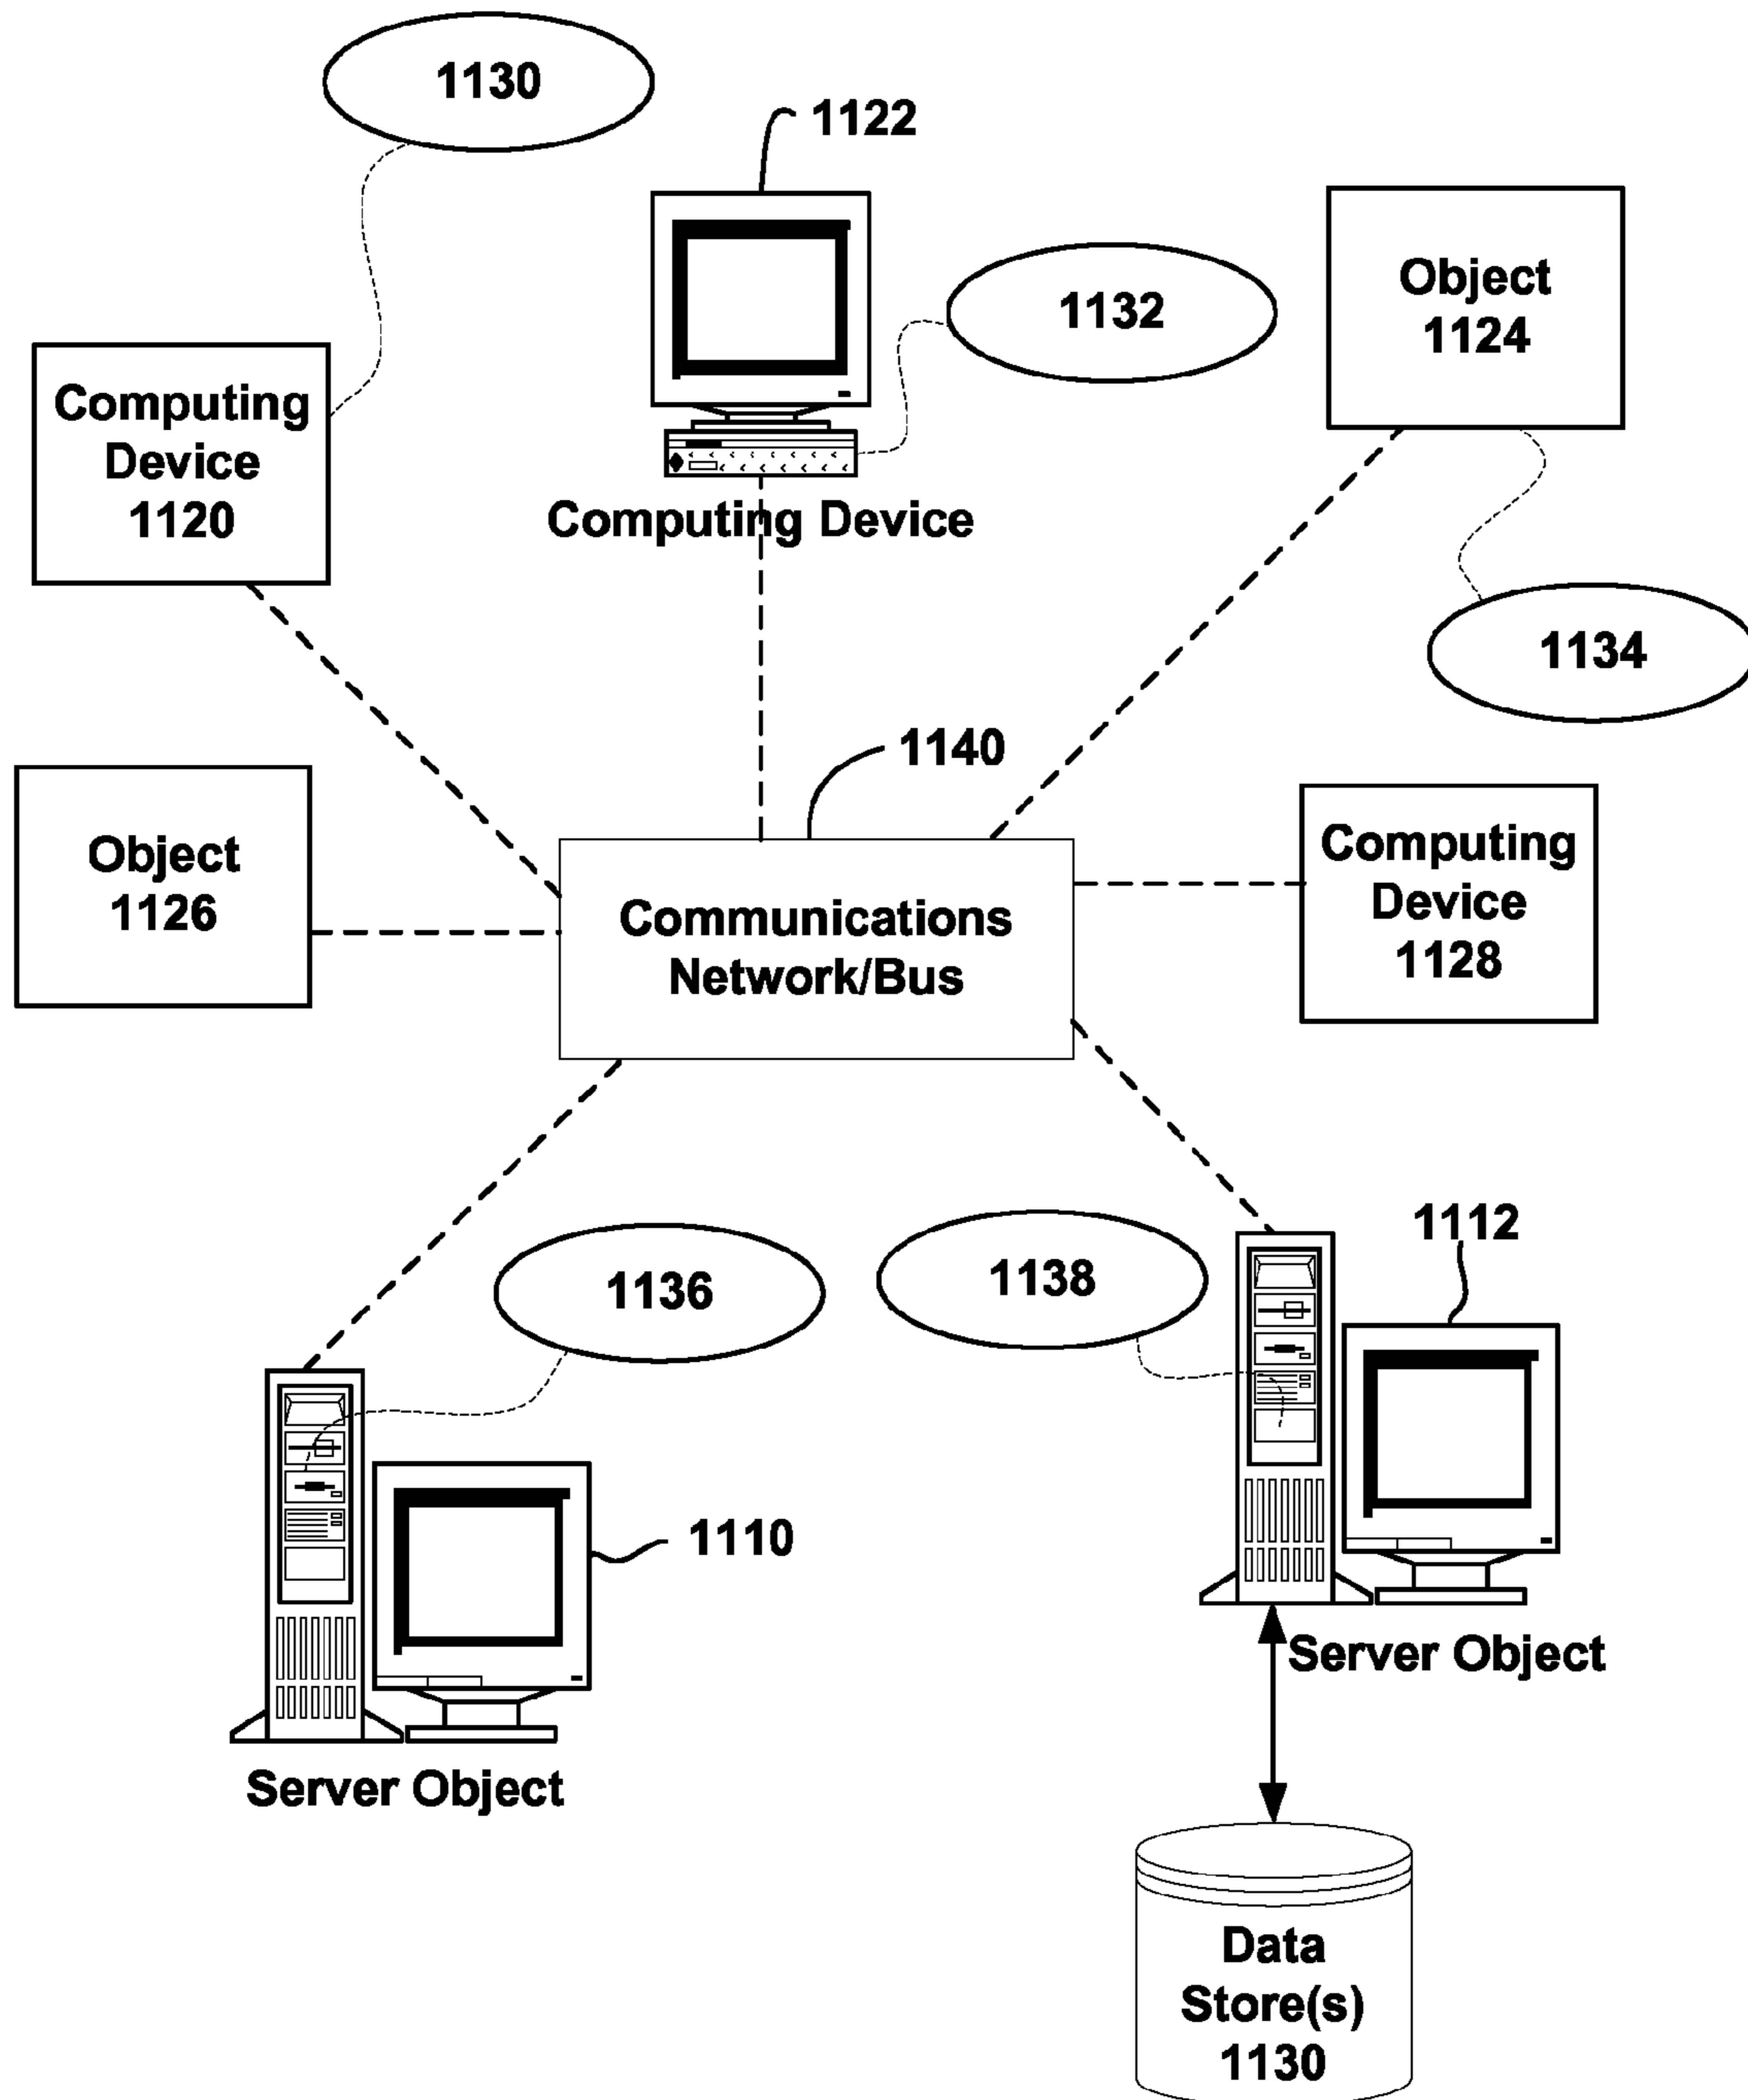 1130
1122
Object
1124
1132
Computing
Device
1120
Computing Device
1134
1140
Object
1126
Communications
Network/Bus
Computing
Device
1128
1112
1136
1138
1110
Server Object
Server Object
Data
Store(s)
1130